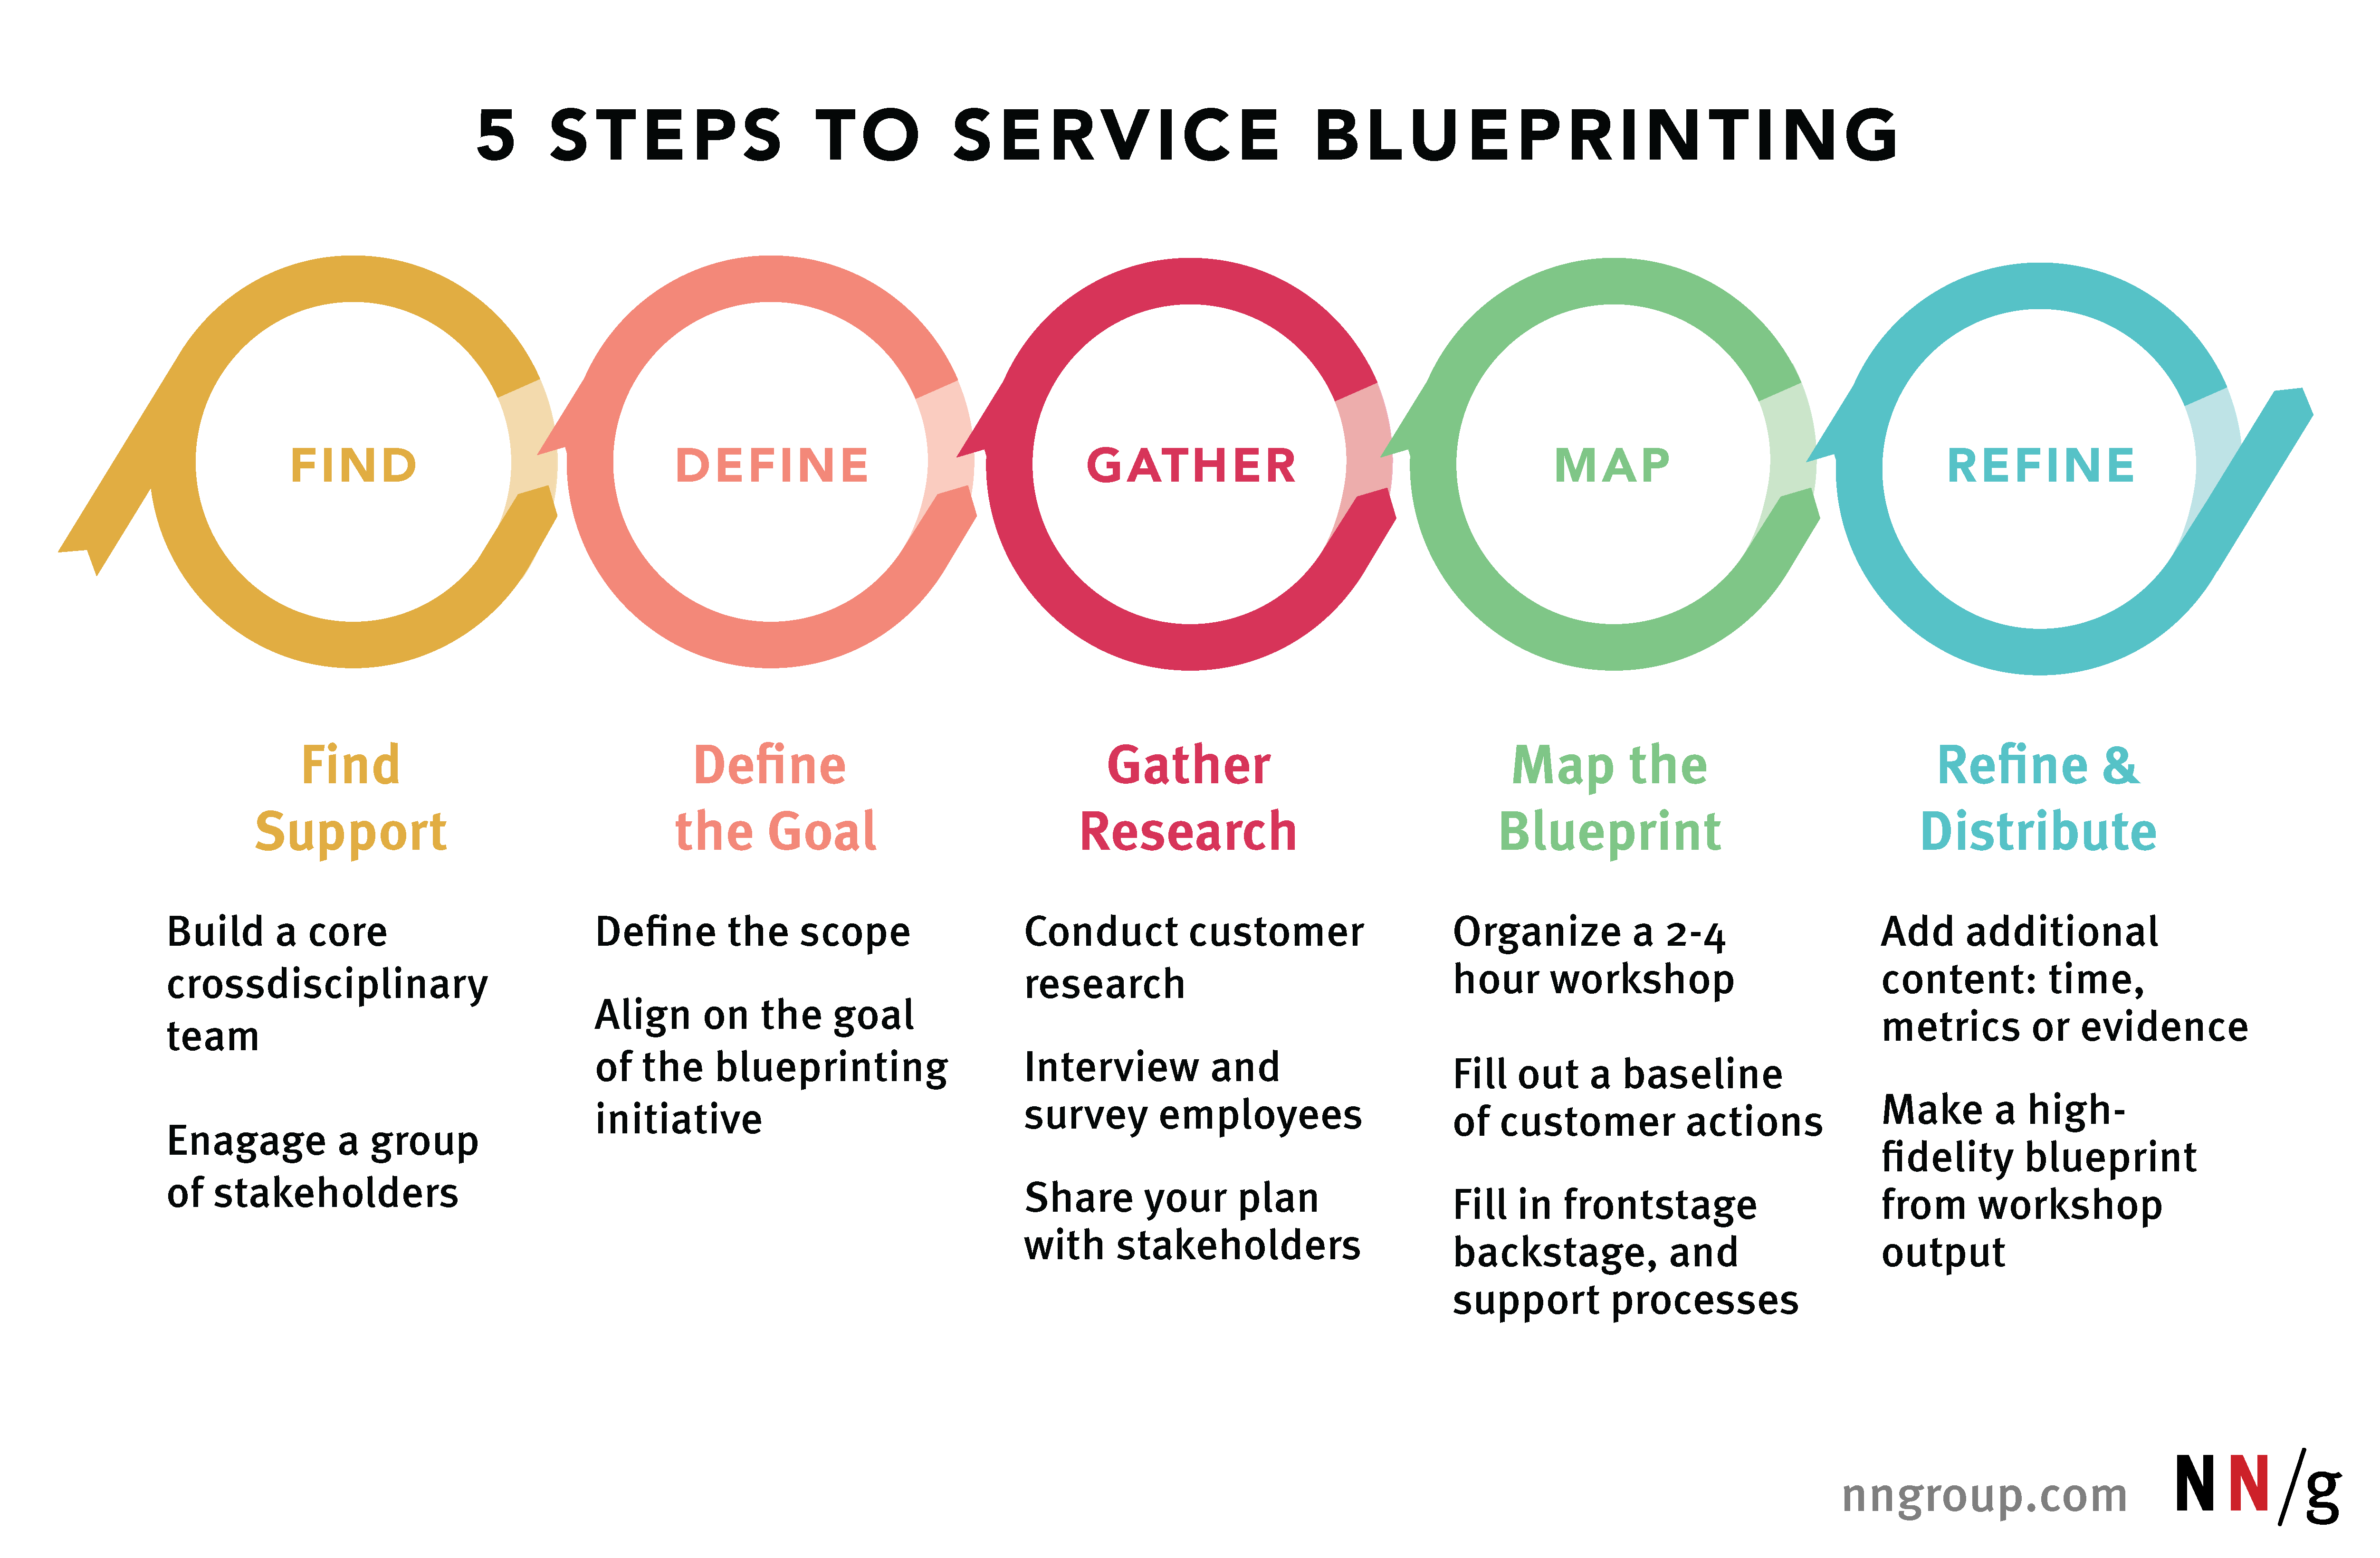 5 STEPS TO SERVICE BLUEPRINTING
FIND
DEFINE
GATHER
MAP
REFINE
Find
Support
Build a core
crossdisciplinary
team
Enagage a group
of stakeholders
Define
the Goal
Define the scope
Align on the goal
of the blueprinting
initiative
Gather
Research
Conduct customer
research
Interview and
survey employees
Share your plan
with stakeholders
Map the
Blueprint
Organize a 2-4
hour workshop
Fill out a baseline
of customer actions
Fill in frontstage
backstage, and
support processes
Refine &
Distribute
Add additional
content: time,
metrics or evidence
Make a high-
fidelity blueprint
from workshop
output
nngroup.com NN/g